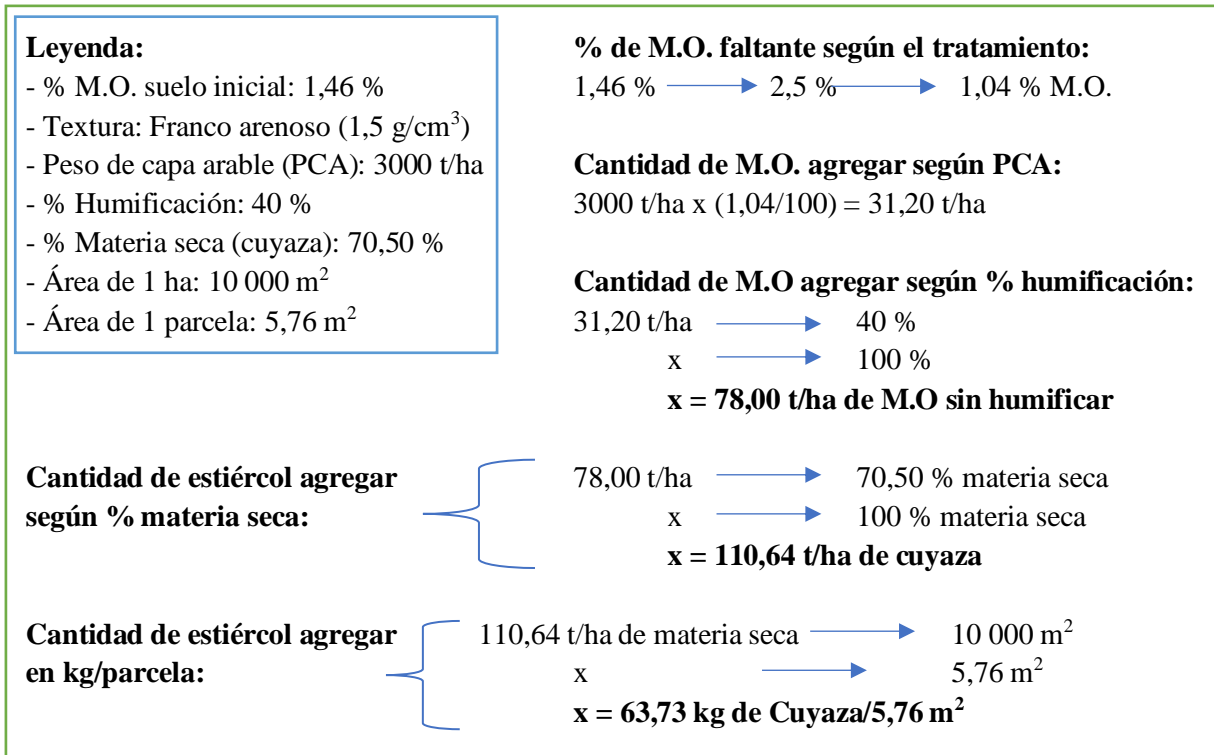 Leyenda:
- % M.O. suelo inicial: 1,46 %
- Textura: Franco arenoso (1,5 g/cm³)
- Peso de capa arable (PCA): 3000 t/ha
- % Humificación: 40 %
- % Materia seca (cuyaza): 70,50 %
- Área de 1 ha: 10 000 m²
- Área de 1 parcela: 5,76 m²
% de M.O. faltante según el tratamiento:
1,46 % → 2,5 % → 1,04 % M.O.
Cantidad de M.O. agregar según PCA:
3000 t/ha x (1,04/100) = 31,20 t/ha
Cantidad de M.O agregar según % humificación:
31,20 t/ha → 40 %
x → 100 %
x = 78,00 t/ha de M.O sin humificar
Cantidad de estiércol agregar
según % materia seca:
78,00 t/ha → 70,50 % materia seca
x → 100 % materia seca
x = 110,64 t/ha de cuyaza
Cantidad de estiércol agregar
en kg/parcela:
110,64 t/ha de materia seca → 10 000 m²
x → 5,76 m²
x = 63,73 kg de Cuyaza/5,76 m²